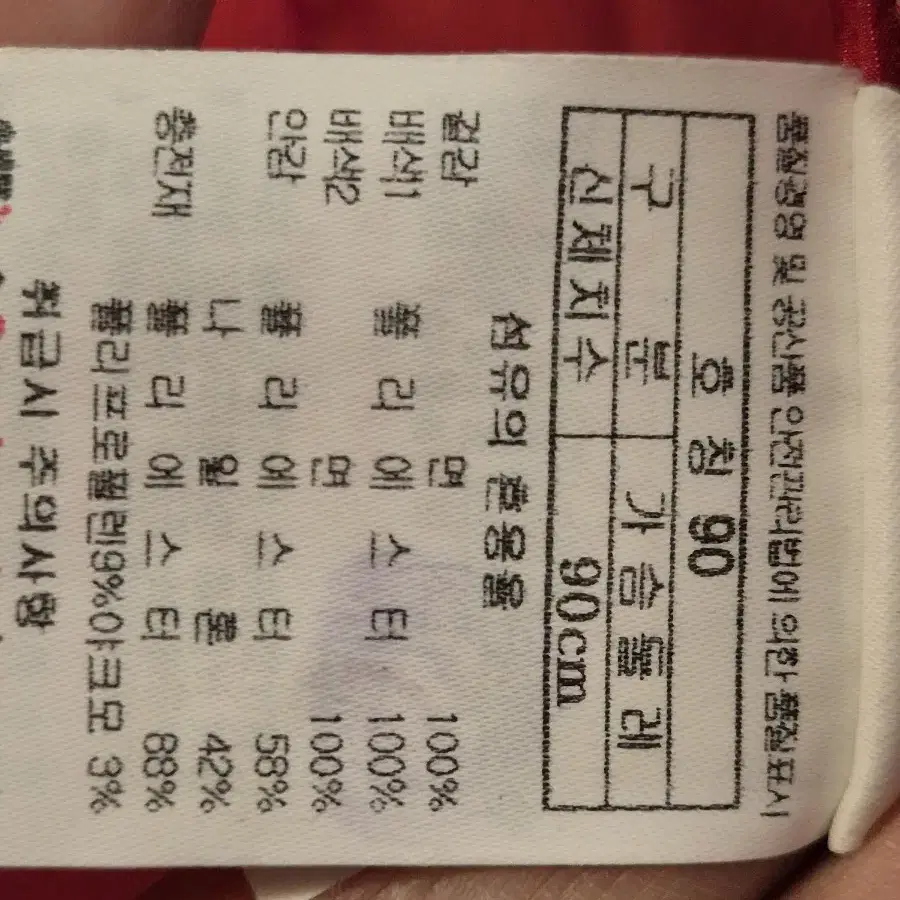 품질경영 및 공산품 안전관리법에 의한 품질표시
호 칭 90
구 분 가 슴 둘 레
신 체 치 수 90cm
섬유의 혼용율
겉감 면 100%
배색1 폴 리 에 스 터 100%
배색2 면 100%
안감 폴 리 에 스 터 58%
나 일 론 42%
충전재 폴 리 에 스 터 88%
폴리프로필렌9%아크모 3%
취급시 주의사항